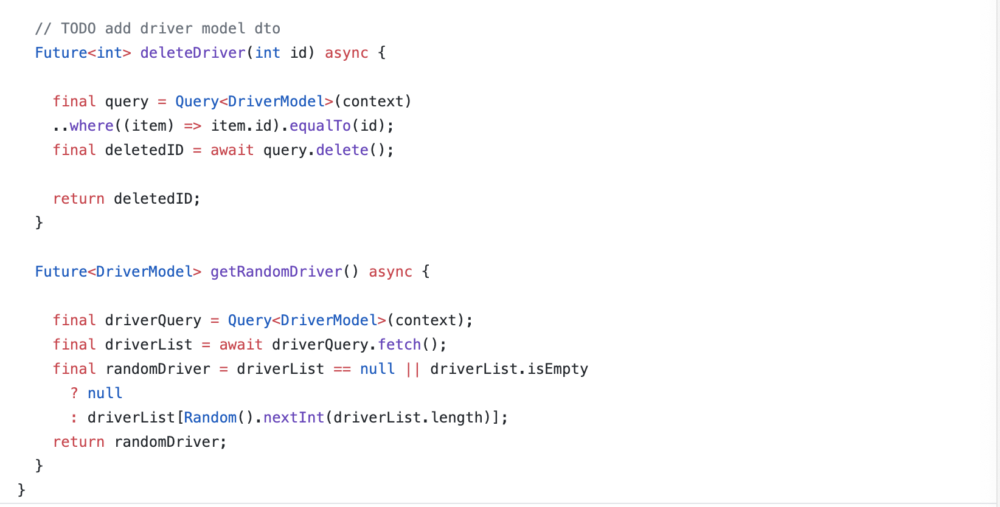 // TODO add driver model dto
Future<int> deleteDriver(int id) async {
final query = Query<DriverModel>(context)
..where((item) => item.id).equalTo(id);
final deletedID = await query.delete();
return deletedID;
}
Future<DriverModel> getRandomDriver() async {
final driverQuery = Query<DriverModel>(context);
final driverList = await driverQuery.fetch();
final randomDriver = driverList == null || driverList.isEmpty
? null
: driverList[Random().nextInt(driverList.length)];
return randomDriver;
}
}